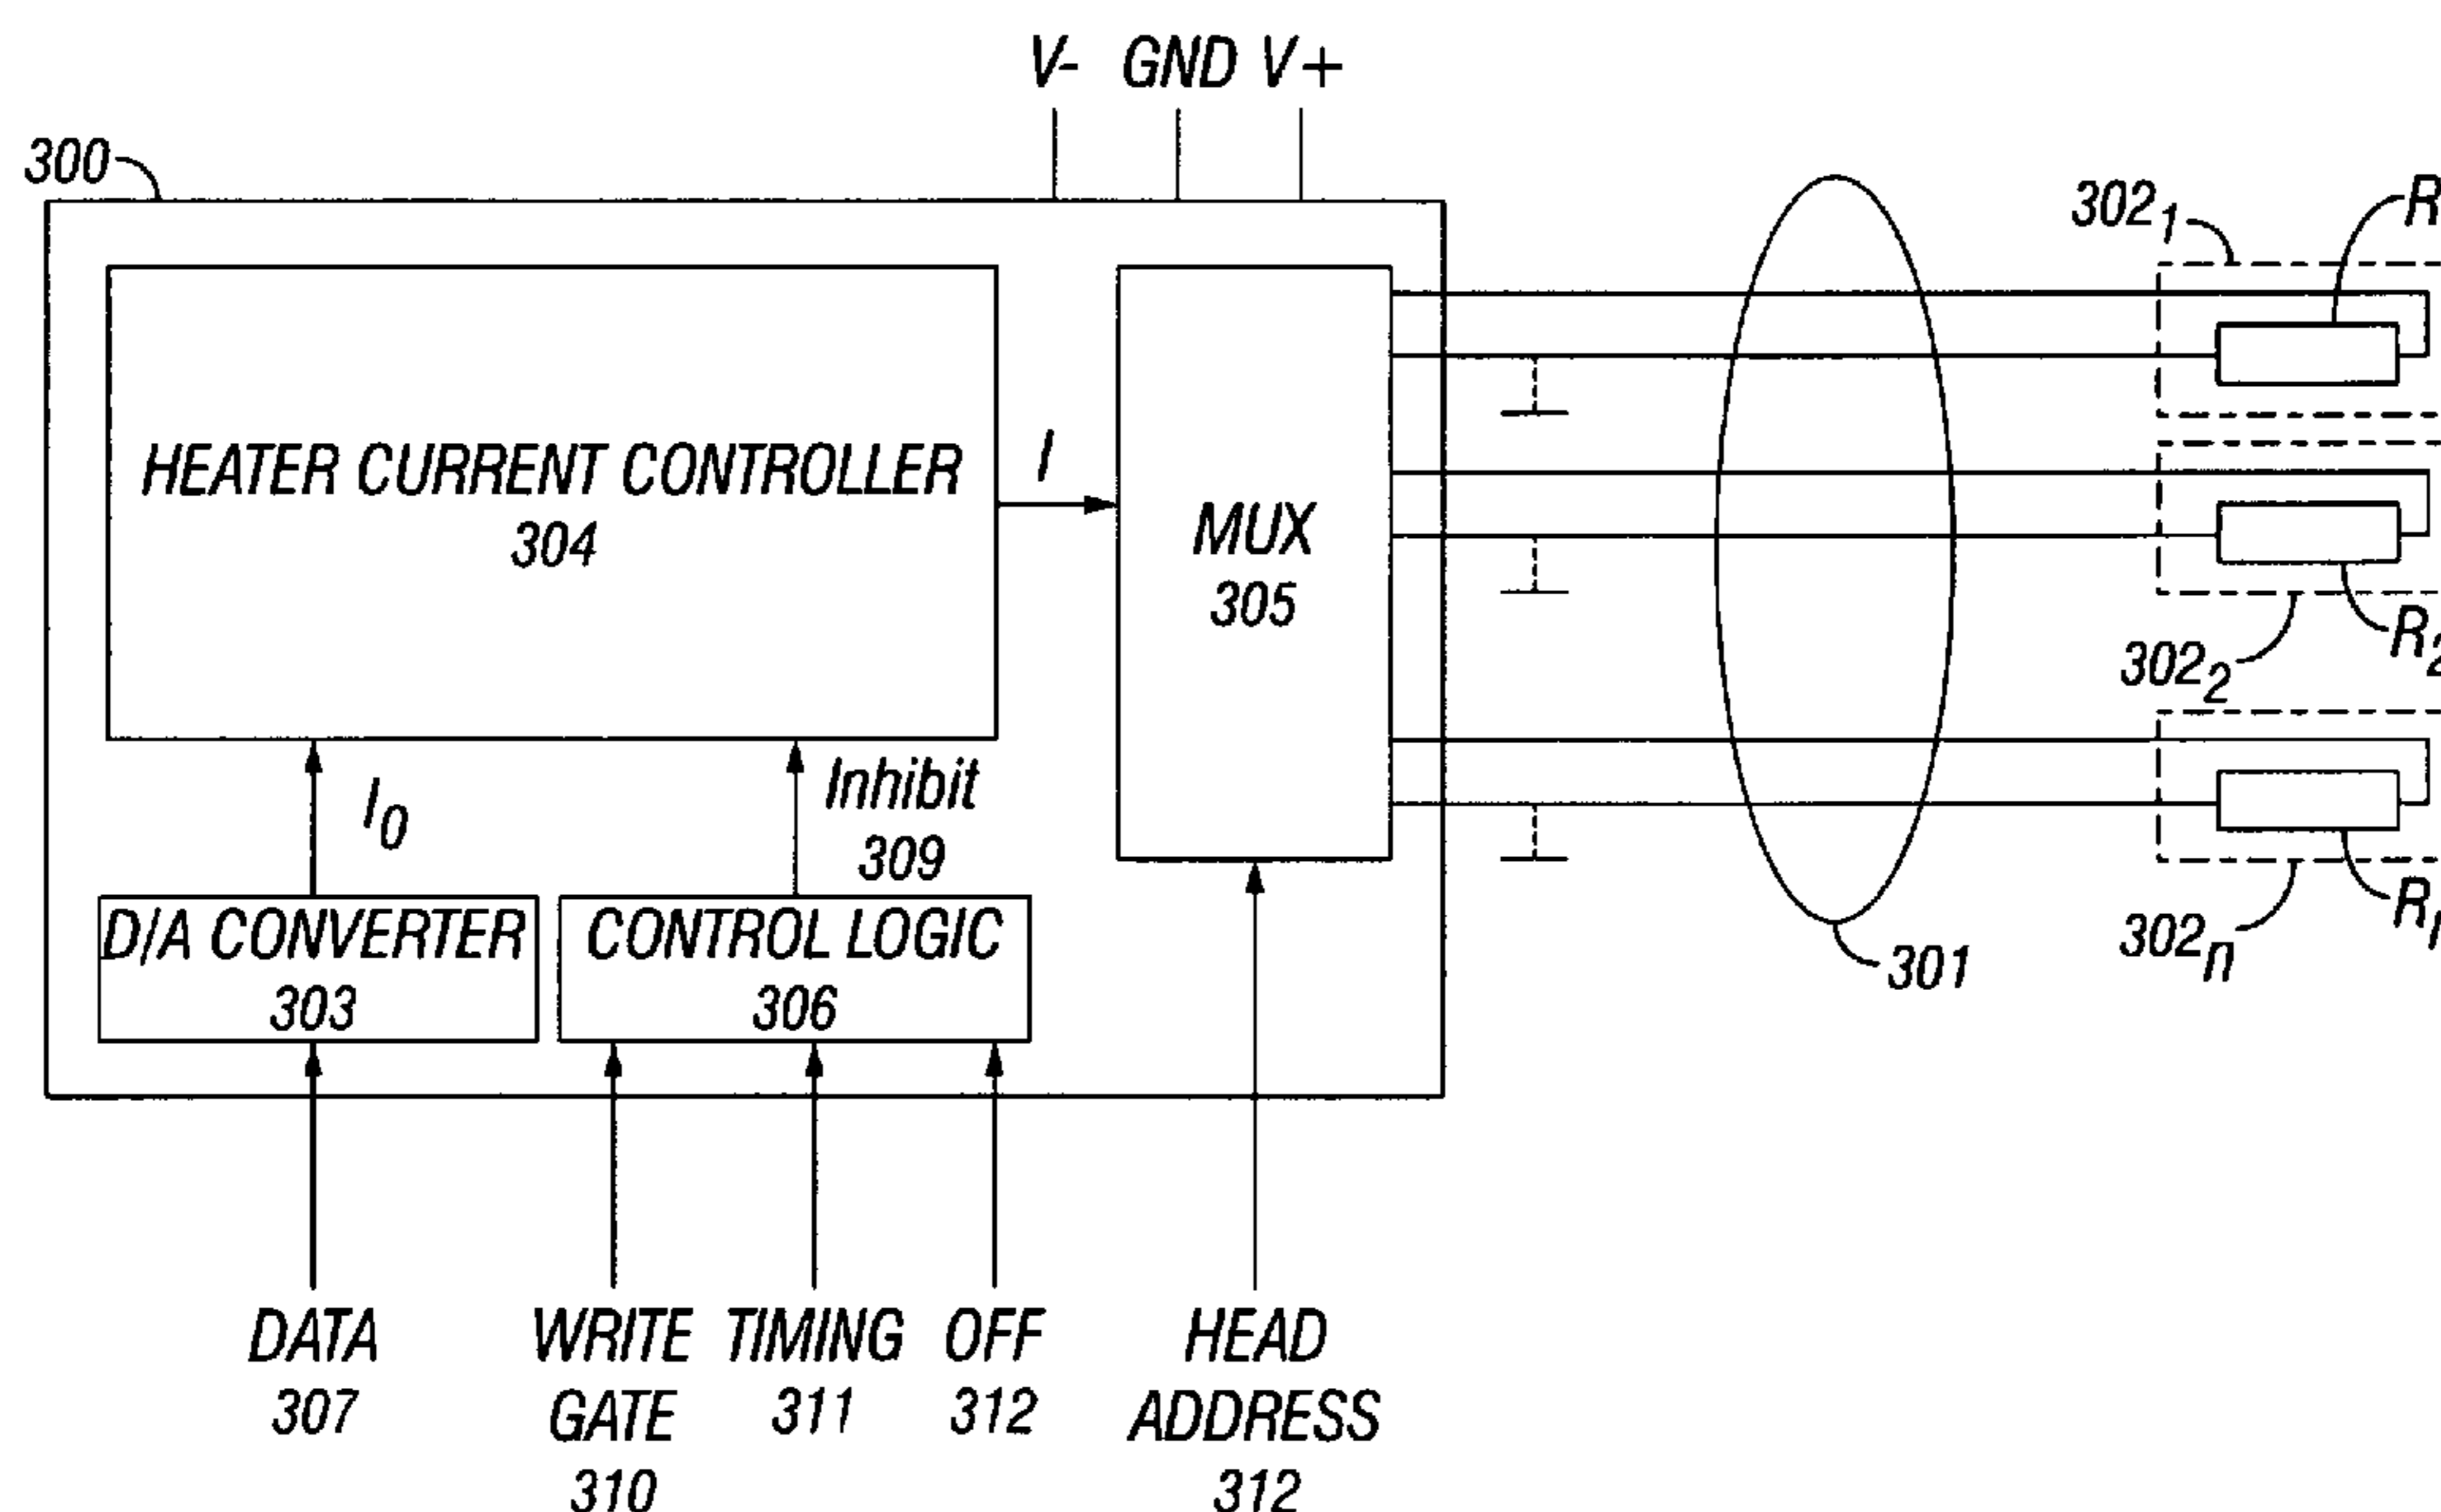 V- GND V+
300
302₁
R
HEATER CURRENT CONTROLLER
304
I
MUX
305
302₂
R₂
I₀
Inhibit
309
D/A CONVERTER
303
CONTROL LOGIC
306
301
302ₙ
R
DATA
307
WRITE
GATE
310
TIMING
311
OFF
312
HEAD
ADDRESS
312